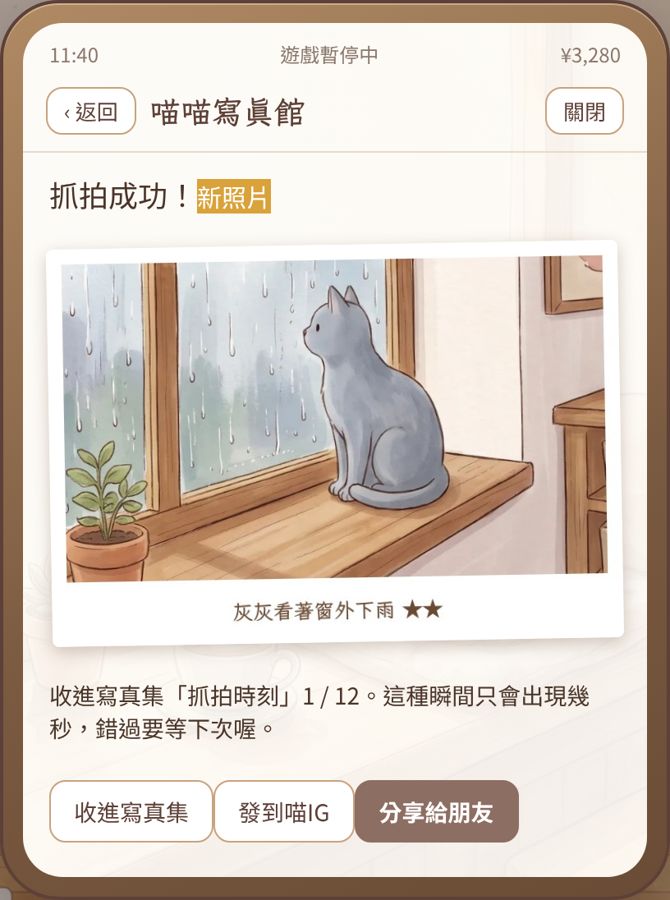 11:40 遊戲暫停中 ¥3,280
‹ 返回 喵喵寫眞館 關閉
抓拍成功！新照片
灰灰看著窗外下雨 ★★
收進寫真集「抓拍時刻」1 / 12。這種瞬間只會出現幾
秒，錯過要等下次喔。
收進寫真集 發到喵IG 分享給朋友